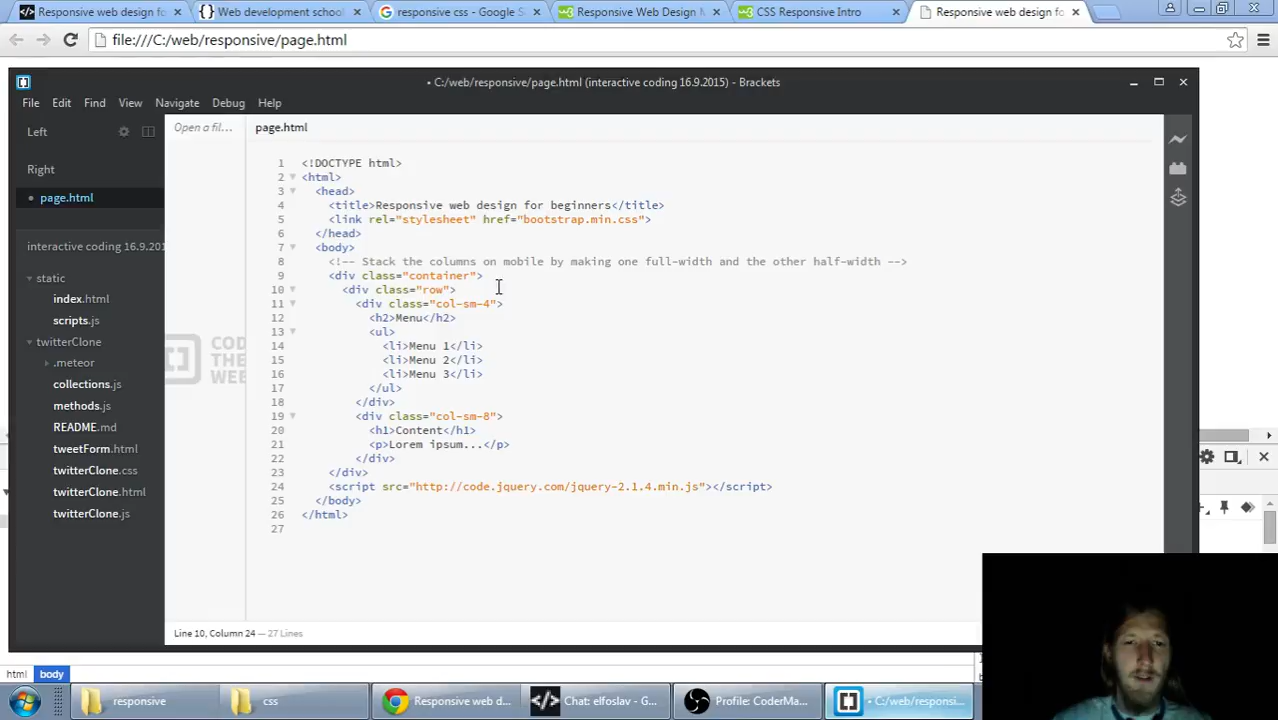 Responsive web design fo
Web development school
responsive css - Google S
Responsive Web Design M
CSS Responsive Intro
Responsive web design fo
file:///C:/web/responsive/page.html
• C:/web/responsive/page.html (interactive coding 16.9.2015) - Brackets
File Edit Find View Navigate Debug Help
Left
Open a fil...
page.html
Right
• page.html
interactive coding 16.9.201
static
index.html
scripts.js
twitterClone
.meteor
collections.js
methods.js
README.md
tweetForm.html
twitterClone.css
twitterClone.html
twitterClone.js
COD
THE
WEB
1 <!DOCTYPE html>
2 <html>
3 <head>
4 <title>Responsive web design for beginners</title>
5 <link rel="stylesheet" href="bootstrap.min.css">
6 </head>
7 <body>
8 <!-- Stack the columns on mobile by making one full-width and the other half-width -->
9 <div class="container">
10 <div class="row">
11 <div class="col-sm-4">
12 <h2>Menu</h2>
13 <ul>
14 <li>Menu 1</li>
15 <li>Menu 2</li>
16 <li>Menu 3</li>
17 </ul>
18 </div>
19 <div class="col-sm-8">
20 <h1>Content</h1>
21 <p>Lorem ipsum...</p>
22 </div>
23 </div>
24 <script src="http://code.jquery.com/jquery-2.1.4.min.js"></script>
25 </body>
26 </html>
27
Line 10, Column 24 — 27 Lines
html body
responsive
css
Responsive web d...
Chat: elfoslav - G...
Profile: CoderMa...
• C:/web/responsi...